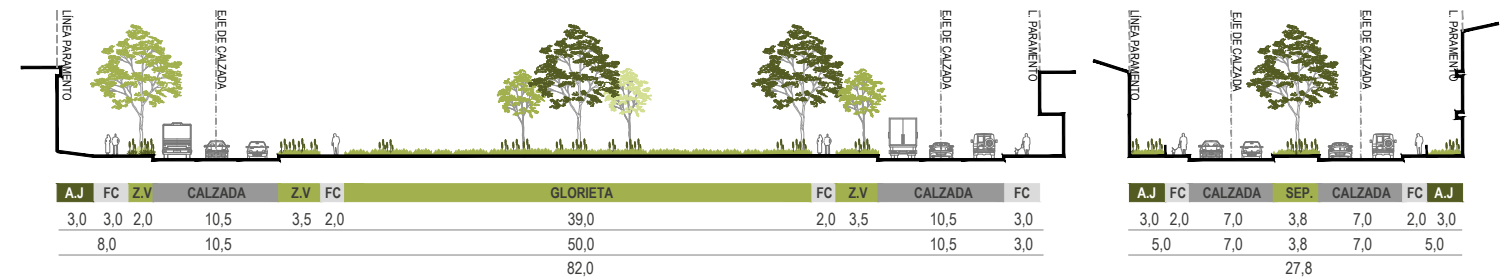 LÍNEA PARAMENTO
EJE DE CALZADA
EJE DE CALZADA
L. PARAMENTO
LÍNEA PARAMENTO
EJE DE CALZADA
EJE DE CALZADA
L. PARAMENTO
A.J FC Z.V CALZADA Z.V FC GLORIETA FC Z.V CALZADA FC
3,0 3,0 2,0 10,5 3,5 2,0 39,0 2,0 3,5 10,5 3,0
8,0 10,5 50,0 10,5 3,0
82,0
A.J FC CALZADA SEP. CALZADA FC A.J
3,0 2,0 7,0 3,8 7,0 2,0 3,0
5,0 7,0 3,8 7,0 5,0
27,8